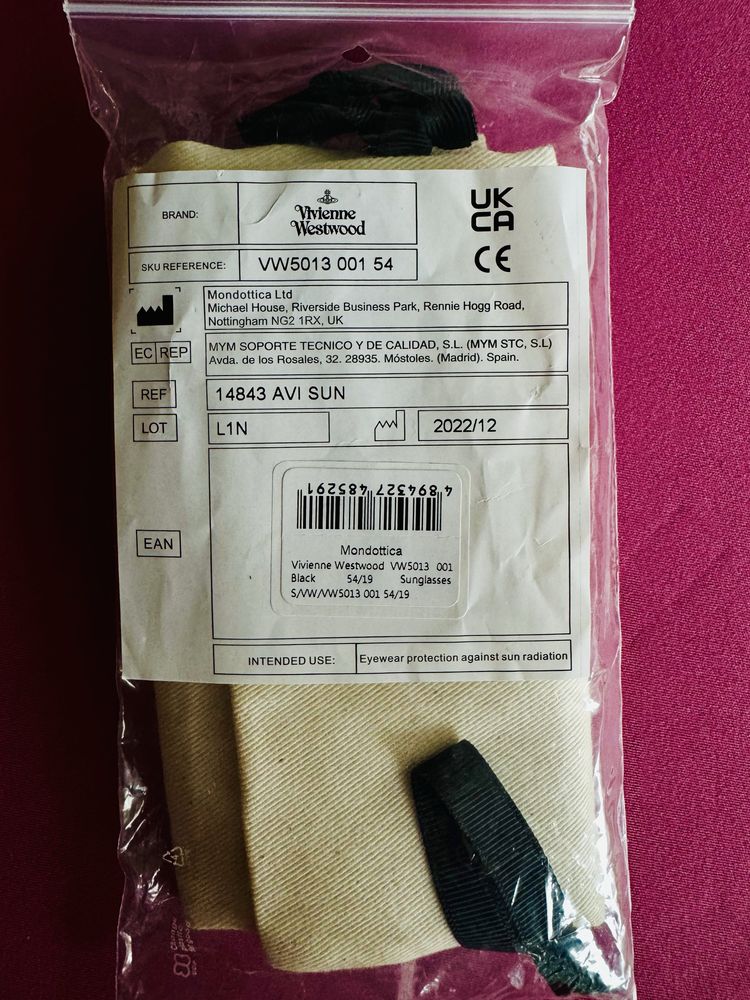 BRAND:
Vivienne
Westwood
UK
CA
CE
SKU REFERENCE:
VW5013 001 54
Mondottica Ltd
Michael House, Riverside Business Park, Rennie Hogg Road,
Nottingham NG2 1RX, UK
EC REP
MYM SOPORTE TECNICO Y DE CALIDAD, S.L. (MYM STC, S.L)
Avda. de los Rosales, 32. 28935. Móstoles. (Madrid). Spain.
REF
14843 AVI SUN
LOT
L1N
2022/12
EAN
4 894327 485291
Mondottica
Vivienne Westwood VW5013 001
Black 54/19 Sunglasses
S/VW/VW5013 001 54/19
INTENDED USE:
Eyewear protection against sun radiation